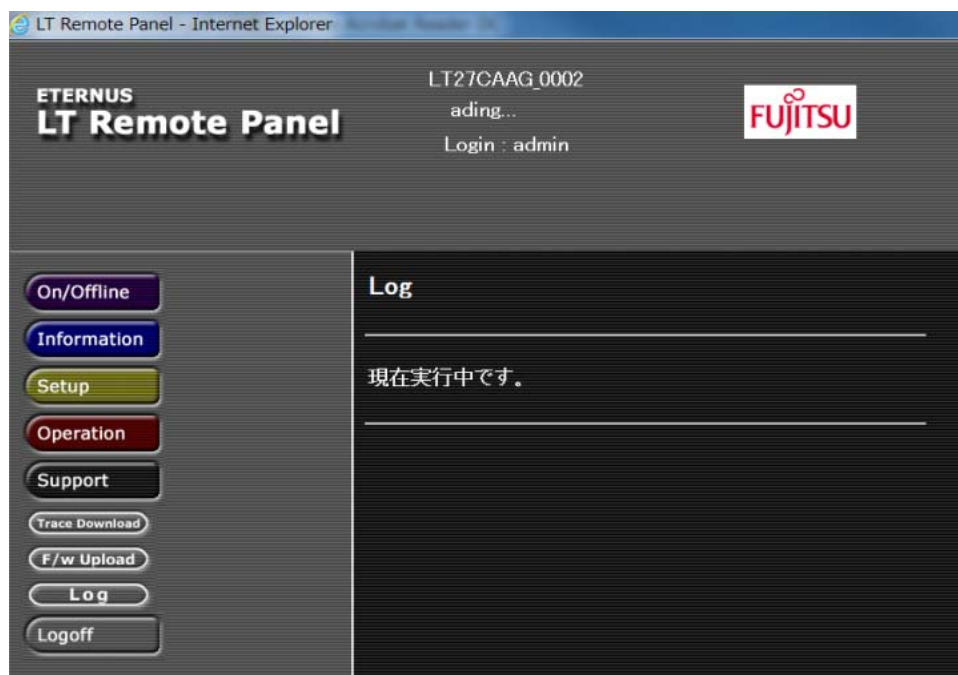 LT Remote Panel - Internet Explorer
ETERNUS
LT Remote Panel
LT27CAAG_0002
ading...
Login : admin
FUJITSU
On/Offline
Information
Setup
Operation
Support
Trace Download
F/w Upload
Log
Logoff
Log
現在実行中です。